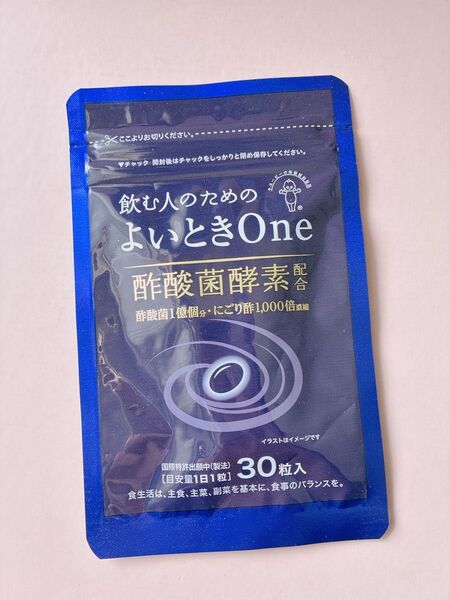 ここよりお切りください。
▼チャック 開封後はチャックをしっかりと閉め保存してください。
飲む人のための
よいときOne
酢酸菌酵素配合
酢酸菌1億個分・にごり酢1,000倍濃縮
イラストはイメージです
国際特許出願中(製法)
[目安量1日1粒]
30粒入
食生活は、主食、主菜、副菜を基本に、食事のバランスを。